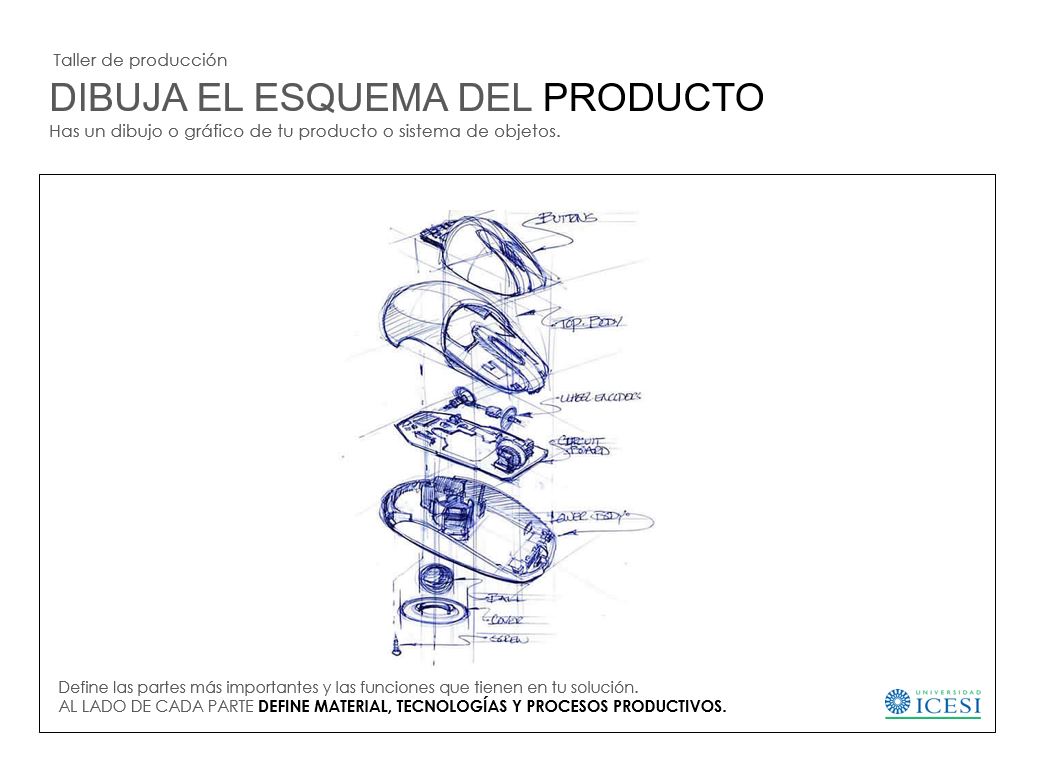 Taller de producción
DIBUJA EL ESQUEMA DEL PRODUCTO
Has un dibujo o gráfico de tu producto o sistema de objetos.
BUTTONS
TOP BODY
WHEEL ENCODERS
CIRCUIT
BOARD
LOWER BODY
BALL
COVER
SCREW
Define las partes más importantes y las funciones que tienen en tu solución.
AL LADO DE CADA PARTE DEFINE MATERIAL, TECNOLOGÍAS Y PROCESOS PRODUCTIVOS.
UNIVERSIDAD
ICESI